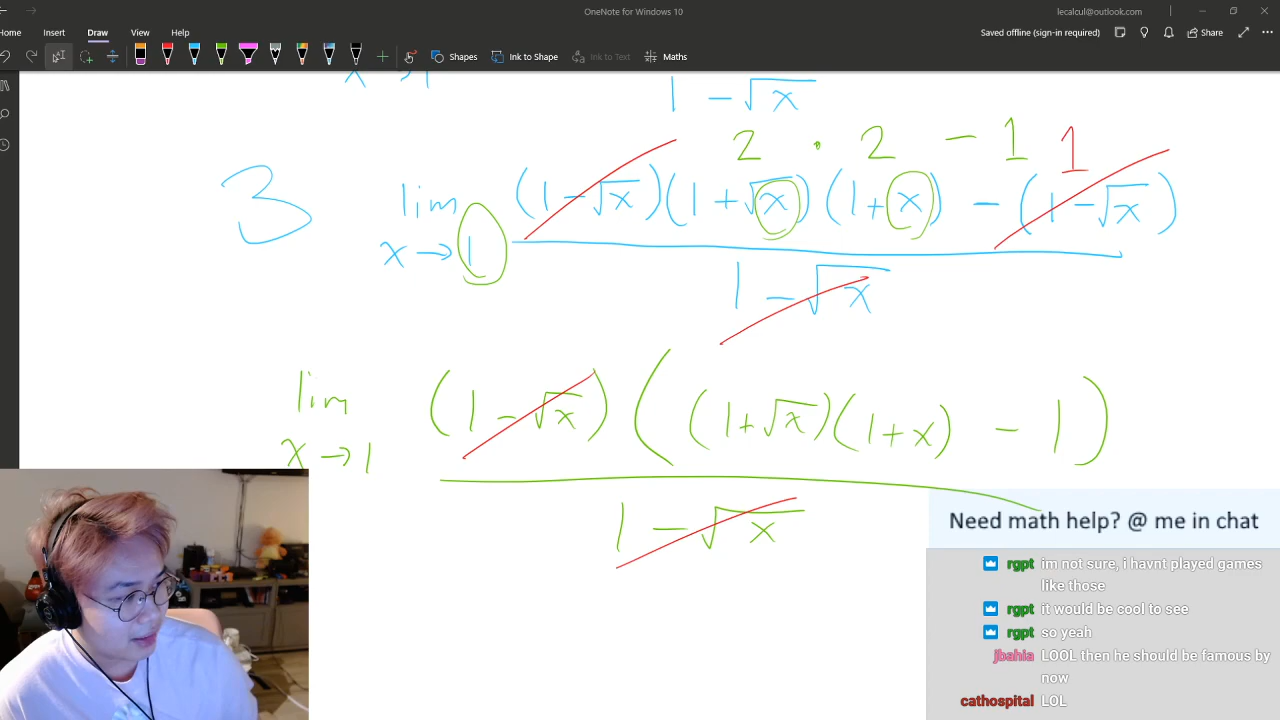 OneNote for Windows 10
lecalcul@outlook.com
Home Insert Draw View Help
Saved offline (sign-in required)
Share
Shapes
Ink to Shape
Ink to Text
Maths
x → 1
1 - √x
2 · 2 - 1 1
3 lim x → 1 (1 - √x)(1 + √x)(1 + x) - (1 - √x)
1 - √x
lim x → 1 (1 - √x)((1 + √x)(1 + x) - 1)
1 - √x
Need math help? @ me in chat
rgpt im not sure, i havnt played games
like those
rgpt it would be cool to see
rgpt so yeah
jbahia LOOL then he should be famous by
now
cathospital LOL